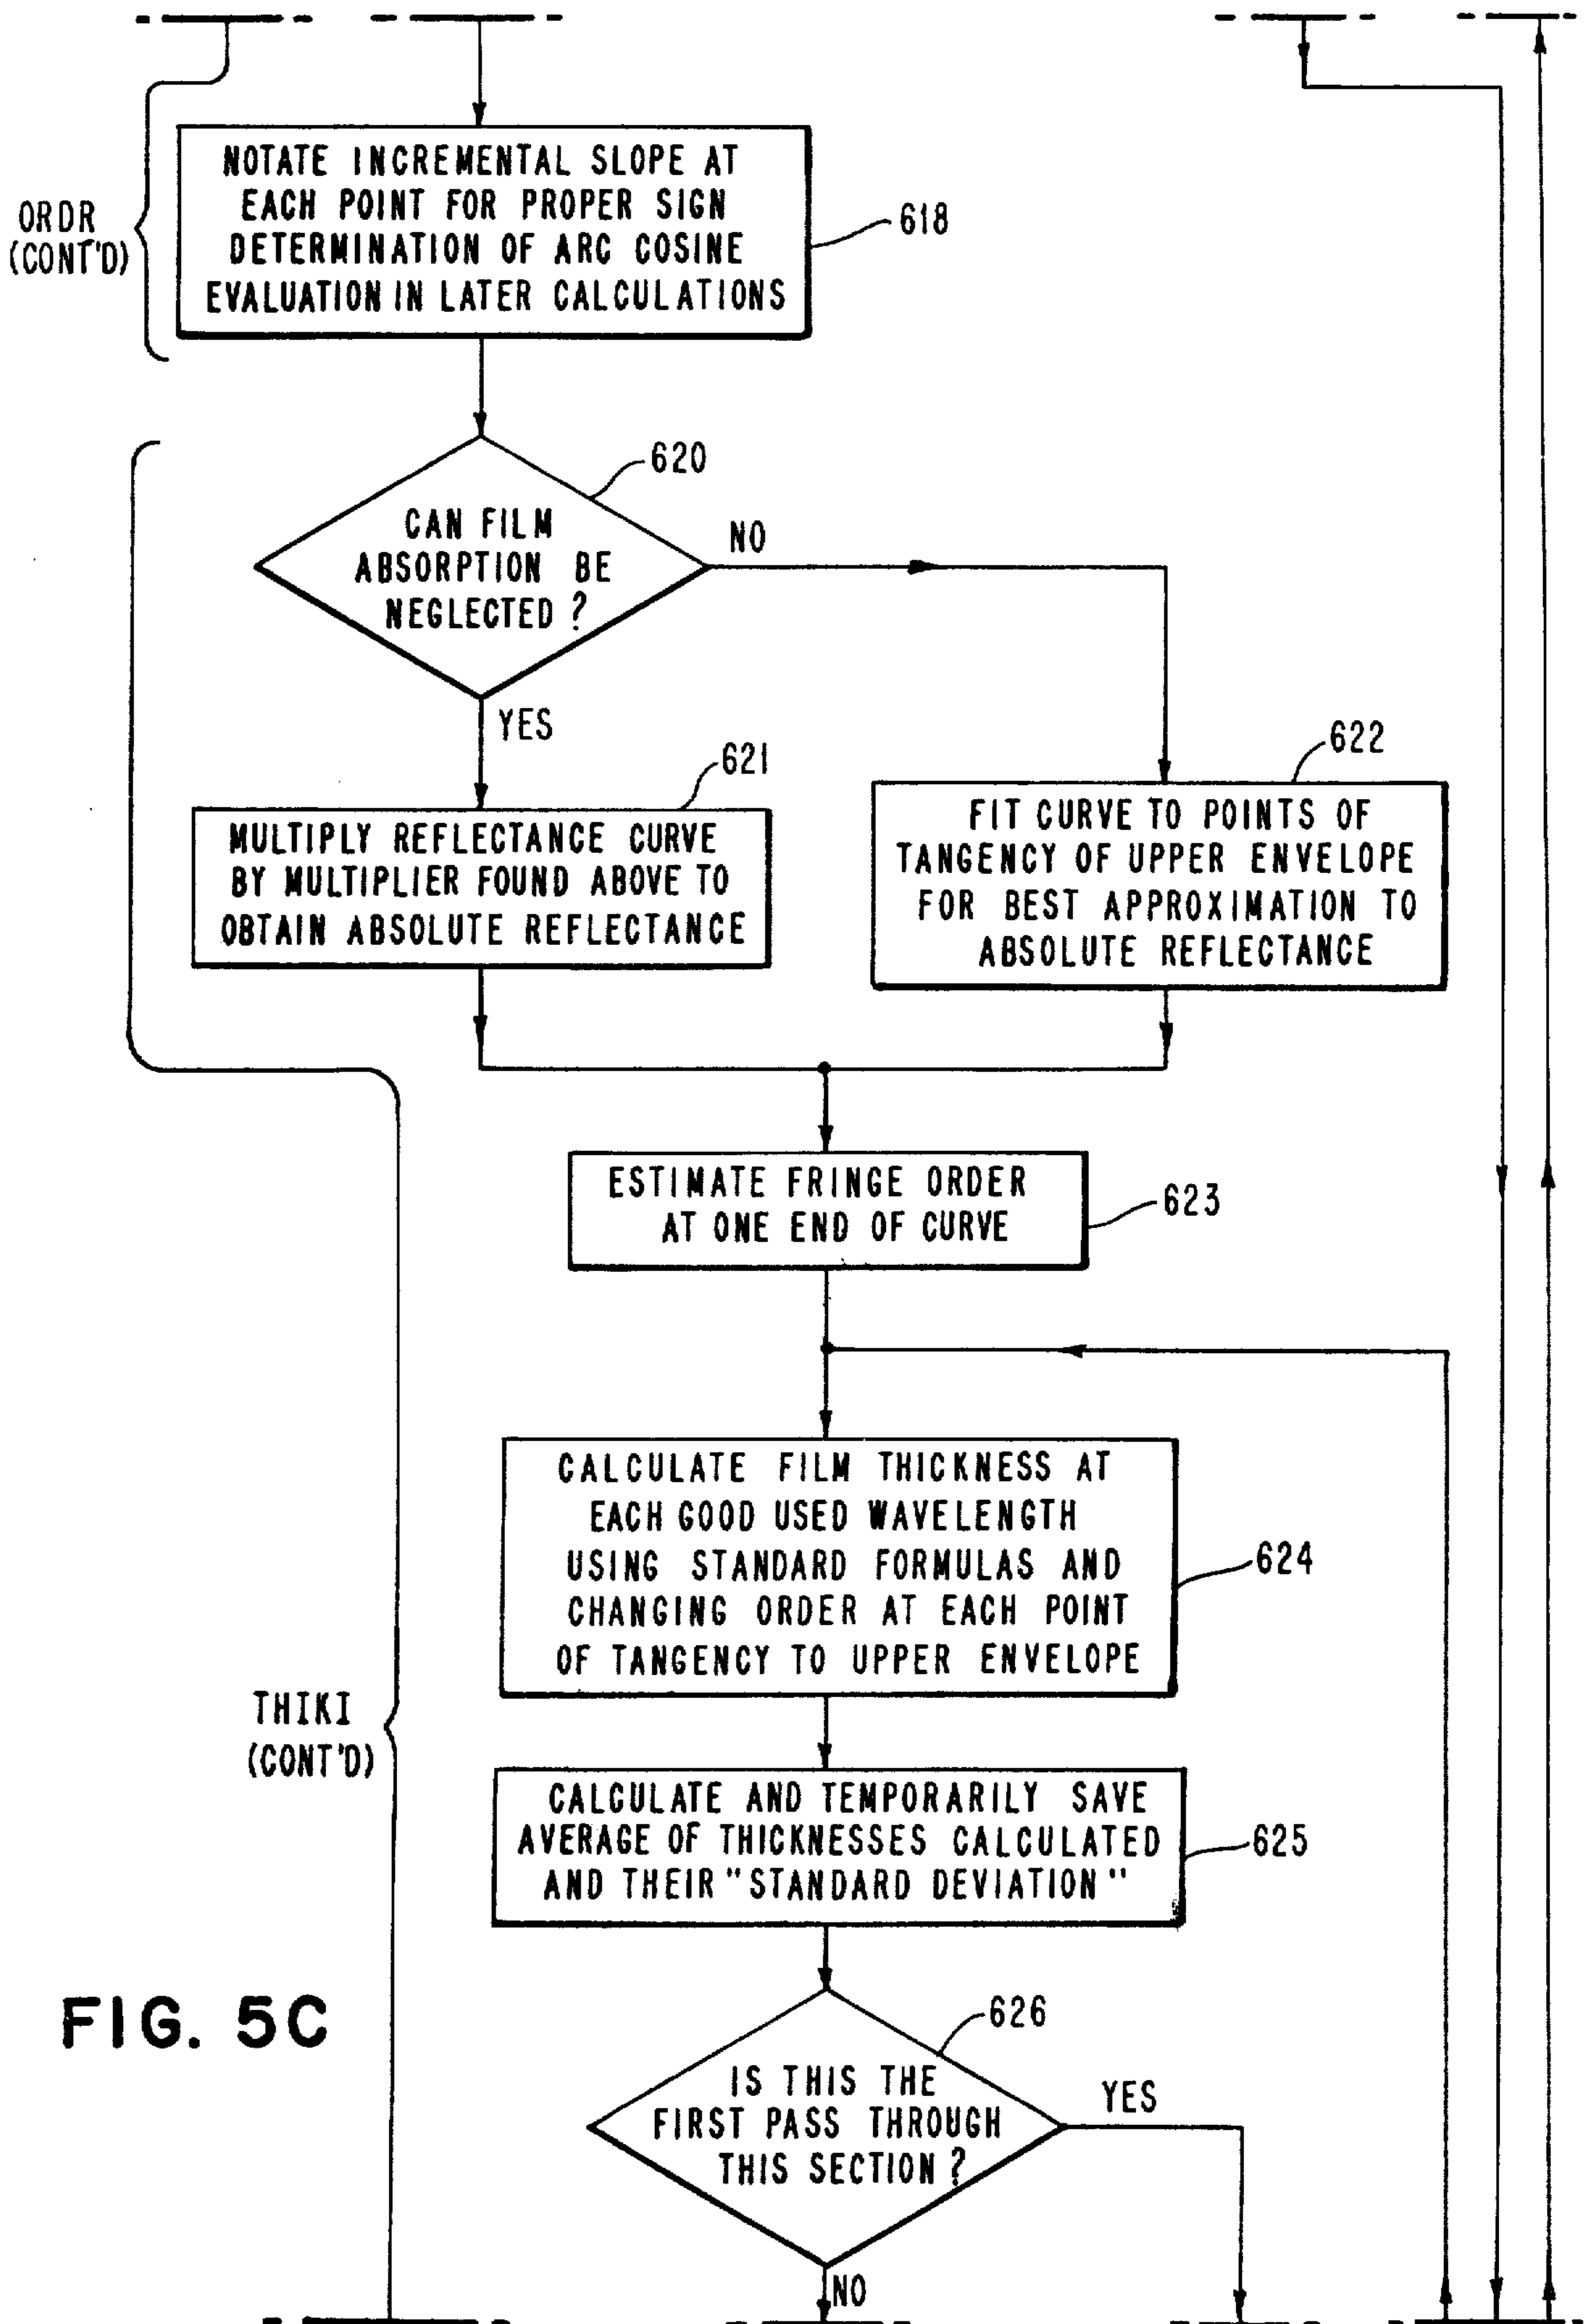 NOTATE INCREMENTAL SLOPE AT
EACH POINT FOR PROPER SIGN
DETERMINATION OF ARC COSINE
EVALUATION IN LATER CALCULATIONS
618
ORDR
(CONT'D)
620
CAN FILM
ABSORPTION BE
NEGLECTED?
NO
YES
621
MULTIPLY REFLECTANCE CURVE
BY MULTIPLIER FOUND ABOVE TO
OBTAIN ABSOLUTE REFLECTANCE
622
FIT CURVE TO POINTS OF
TANGENCY OF UPPER ENVELOPE
FOR BEST APPROXIMATION TO
ABSOLUTE REFLECTANCE
ESTIMATE FRINGE ORDER
AT ONE END OF CURVE
623
CALCULATE FILM THICKNESS AT
EACH GOOD USED WAVELENGTH
USING STANDARD FORMULAS AND
CHANGING ORDER AT EACH POINT
OF TANGENCY TO UPPER ENVELOPE
624
THIKI
(CONT'D)
CALCULATE AND TEMPORARILY SAVE
AVERAGE OF THICKNESSES CALCULATED
AND THEIR "STANDARD DEVIATION"
625
FIG. 5C
626
IS THIS THE
FIRST PASS THROUGH
THIS SECTION?
YES
NO